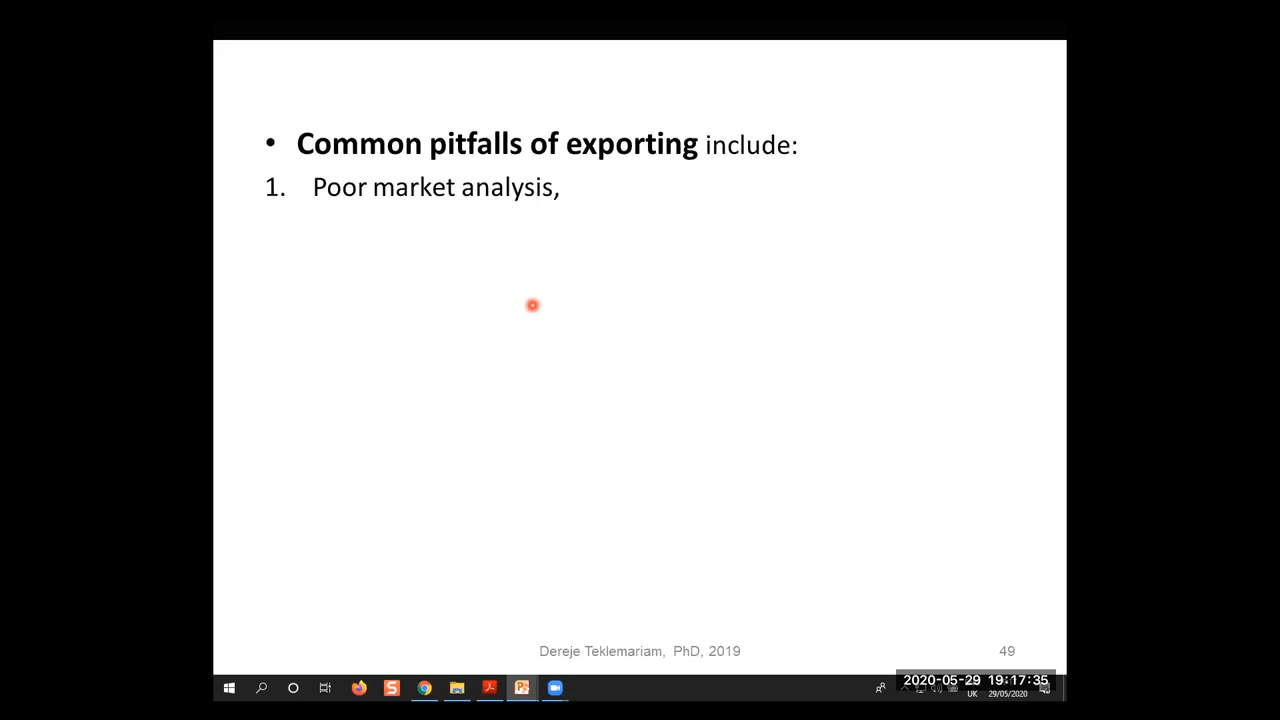 • Common pitfalls of exporting include:
1. Poor market analysis,
Dereje Teklemariam, PhD, 2019
49
2020-05-29 19:17:35
UK
29/05/2020